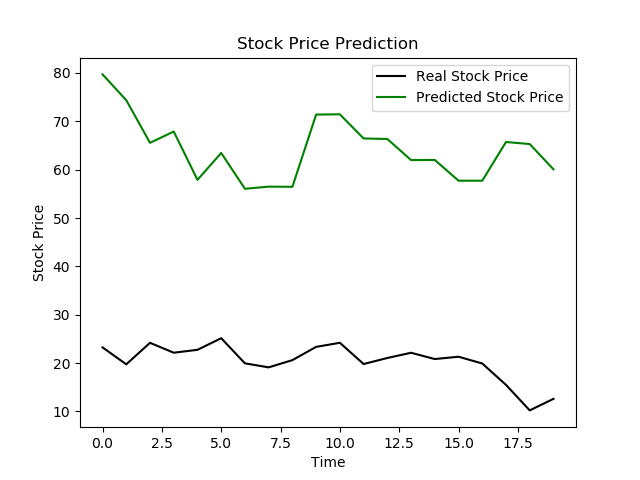 Stock Price Prediction
Real Stock Price
Predicted Stock Price
80
70
60
50
40
30
20
10
Stock Price
0.0 2.5 5.0 7.5 10.0 12.5 15.0 17.5
Time